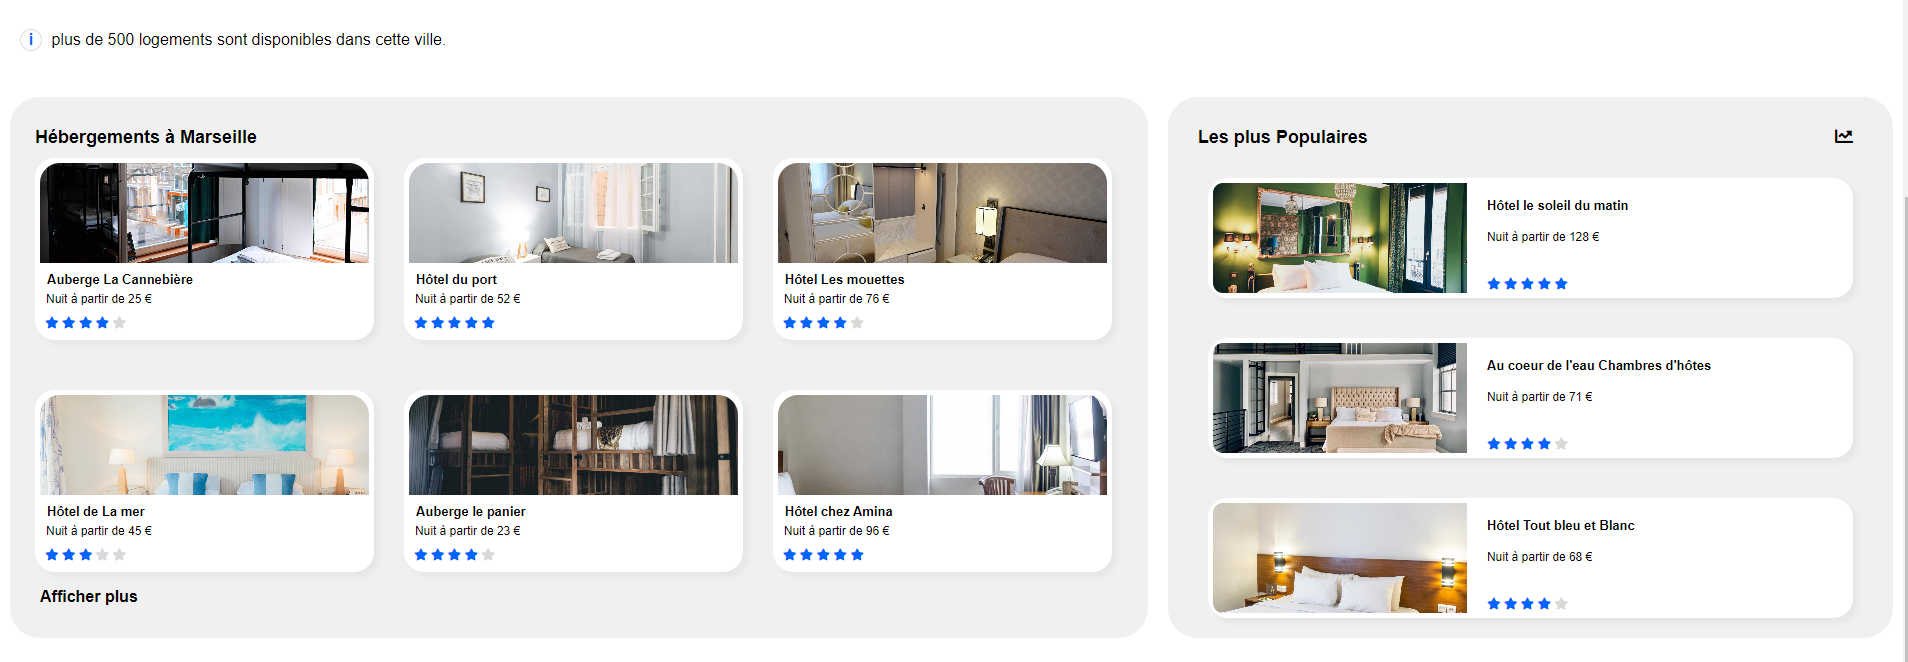 i plus de 500 logements sont disponibles dans cette ville.
Hébergements à Marseille
Auberge La Cannebière
Nuit à partir de 25 €
Hôtel du port
Nuit à partir de 52 €
Hôtel Les mouettes
Nuit à partir de 76 €
Hôtel de La mer
Nuit à partir de 45 €
Auberge le panier
Nuit à partir de 23 €
Hôtel chez Amina
Nuit à partir de 96 €
Afficher plus
Les plus Populaires
Hôtel le soleil du matin
Nuit à partir de 128 €
Au coeur de l'eau Chambres d'hôtes
Nuit à partir de 71 €
Hôtel Tout bleu et Blanc
Nuit à partir de 68 €